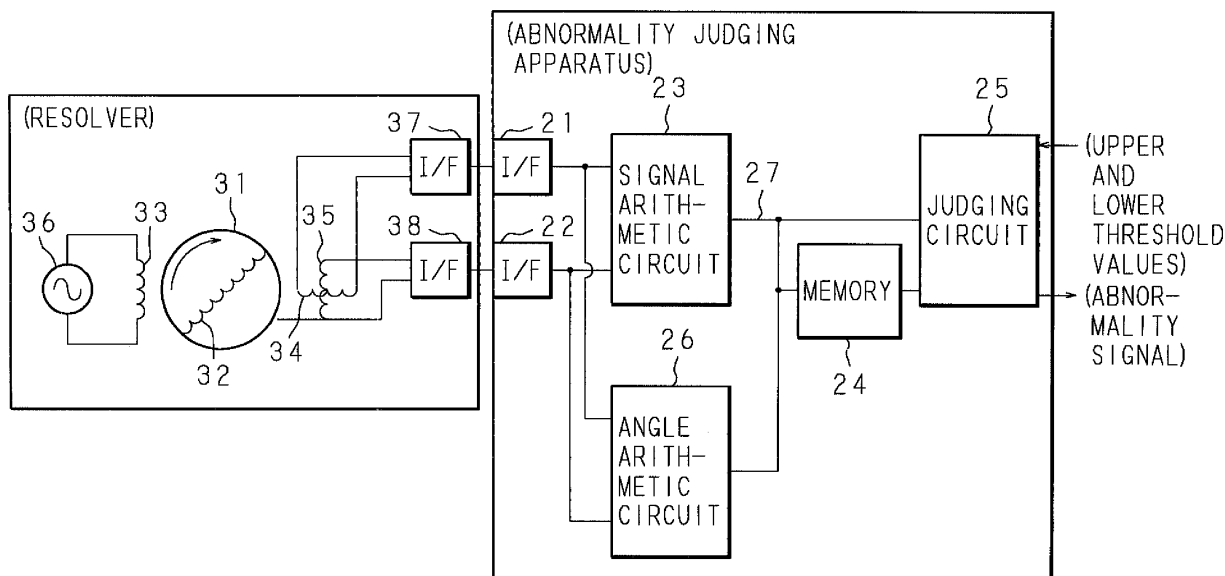 (ABNORMALITY JUDGING
APPARATUS)
(RESOLVER)
37
21
23
25
I/F
I/F
SIGNAL
ARITH-
METIC
CIRCUIT
27
JUDGING
CIRCUIT
(UPPER
AND
LOWER
THRESHOLD
VALUES)
(ABNOR-
MALITY
SIGNAL)
31
33
35
36
38
22
I/F
I/F
MEMORY
34
32
24
26
ANGLE
ARITH-
METIC
CIRCUIT